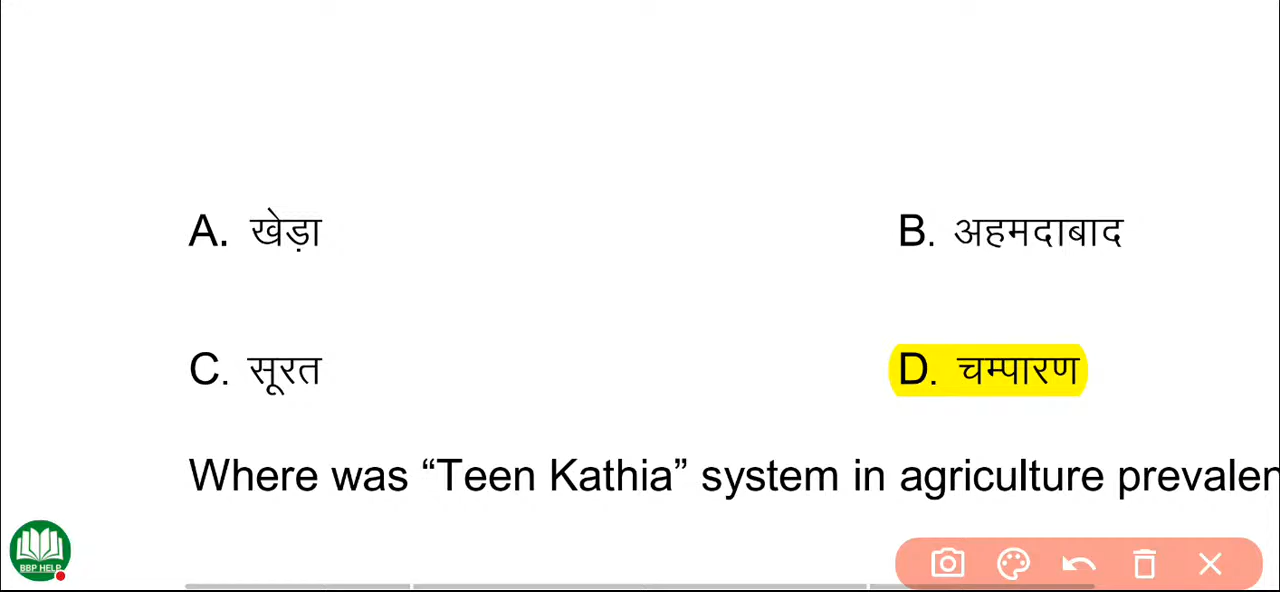 A. खेड़ा
B. अहमदाबाद
C. सूरत
D. चम्पारण
Where was “Teen Kathia” system in agriculture prevalen
BBP HELP